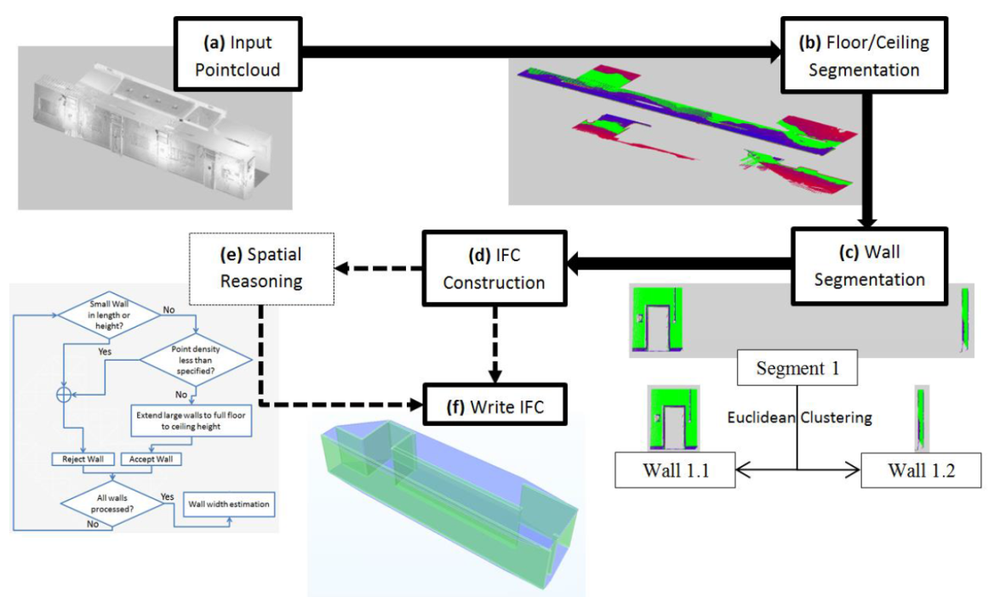 (a) Input
Pointcloud
(b) Floor/Ceiling
Segmentation
(c) Wall
Segmentation
(d) IFC
Construction
(e) Spatial
Reasoning
Small Wall
in length or
height?
No
Yes
Point density
less than
specified?
No
Extend large walls to full floor
to ceiling height
Reject Wall
Accept Wall
All walls
processed?
Yes
Wall width estimation
No
(f) Write IFC
Segment 1
Euclidean Clustering
Wall 1.1
Wall 1.2